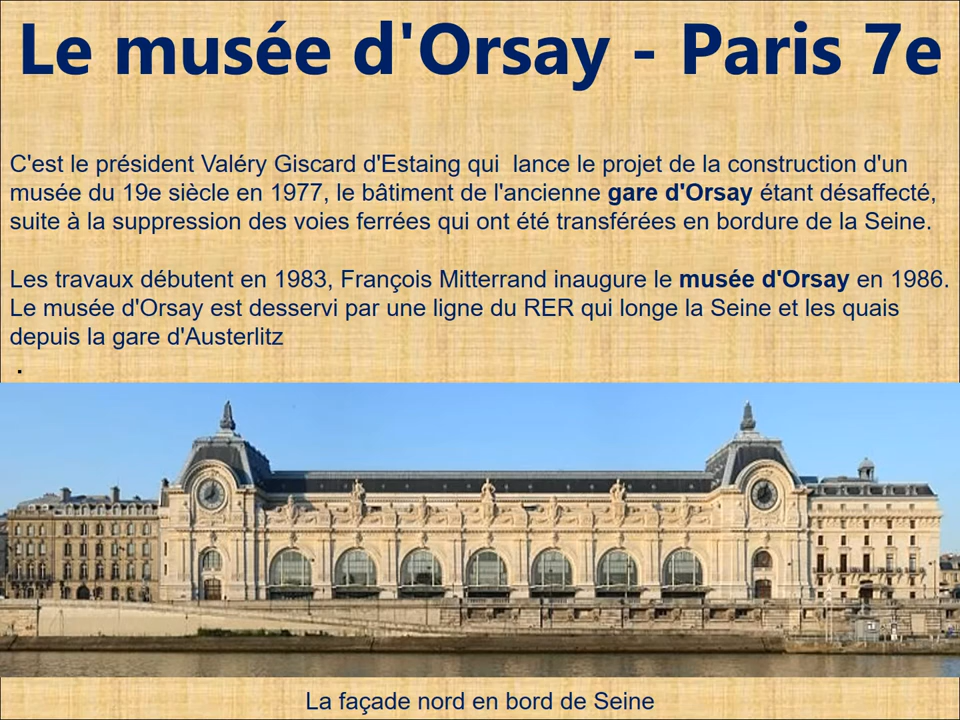 Le musée d'Orsay - Paris 7e
C'est le président Valéry Giscard d'Estaing qui  lance le projet de la construction d'un
musée du 19e siècle en 1977, le bâtiment de l'ancienne gare d'Orsay étant désaffecté,
suite à la suppression des voies ferrées qui ont été transférées en bordure de la Seine.
Les travaux débutent en 1983, François Mitterrand inaugure le musée d'Orsay en 1986.
Le musée d'Orsay est desservi par une ligne du RER qui longe la Seine et les quais
depuis la gare d'Austerlitz
.
La façade nord en bord de Seine